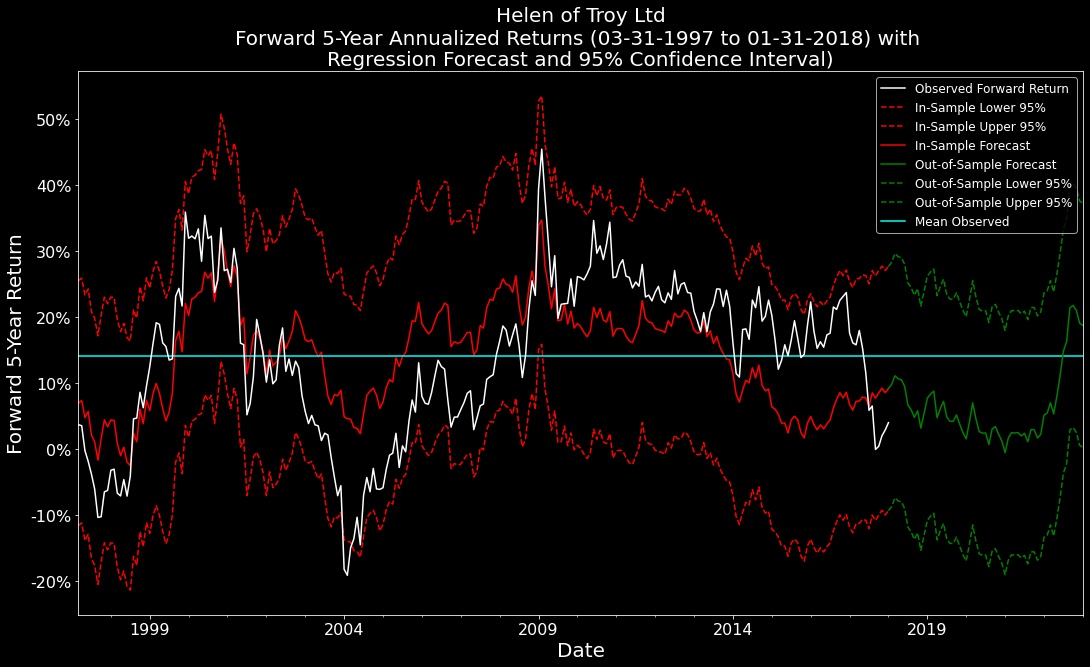 Helen of Troy Ltd
Forward 5-Year Annualized Returns (03-31-1997 to 01-31-2018) with
Regression Forecast and 95% Confidence Interval)
Observed Forward Return
In-Sample Lower 95%
In-Sample Upper 95%
In-Sample Forecast
Out-of-Sample Forecast
Out-of-Sample Lower 95%
Out-of-Sample Upper 95%
Mean Observed
Forward 5-Year Return
50%
40%
30%
20%
10%
0%
-10%
-20%
1999 2004 2009 2014 2019
Date